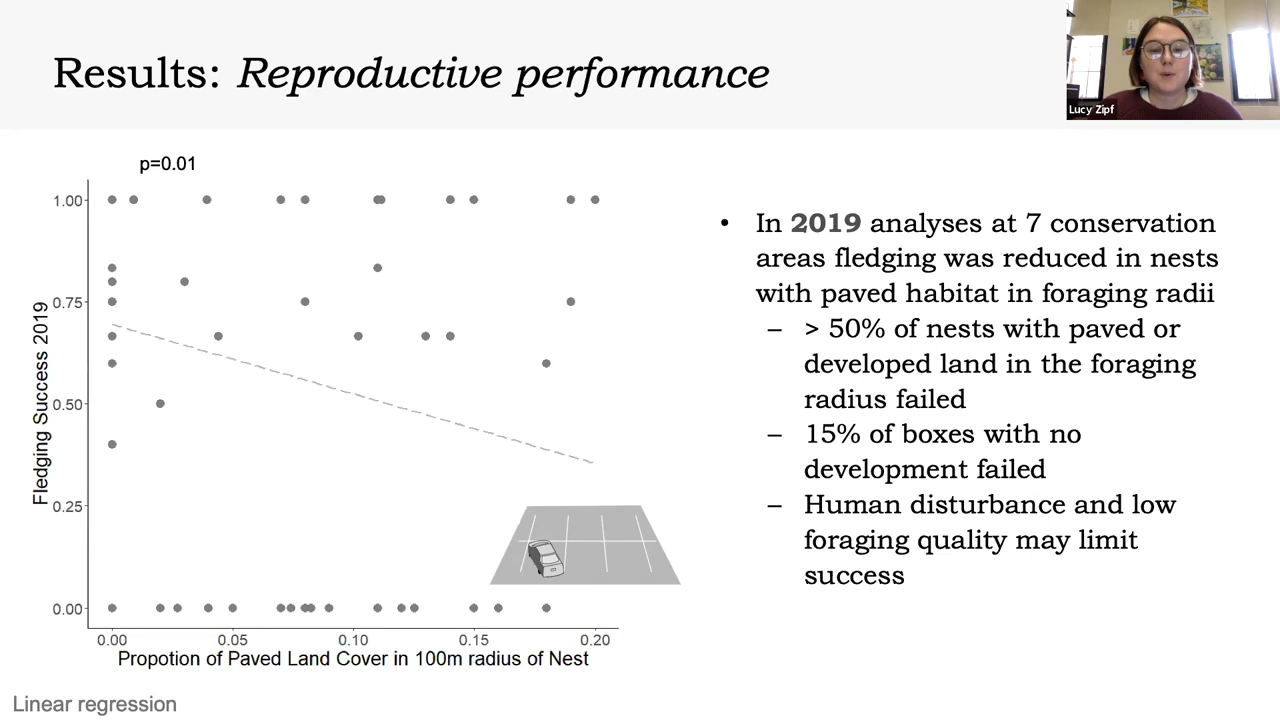 Results: Reproductive performance
Lucy Zipf
p=0.01
1.00
0.75
0.50
0.25
0.00
Fledging Success 2019
0.00 0.05 0.10 0.15 0.20
Propotion of Paved Land Cover in 100m radius of Nest
• In 2019 analyses at 7 conservation
areas fledging was reduced in nests
with paved habitat in foraging radii
– > 50% of nests with paved or
developed land in the foraging
radius failed
– 15% of boxes with no
development failed
– Human disturbance and low
foraging quality may limit
success
Linear regression